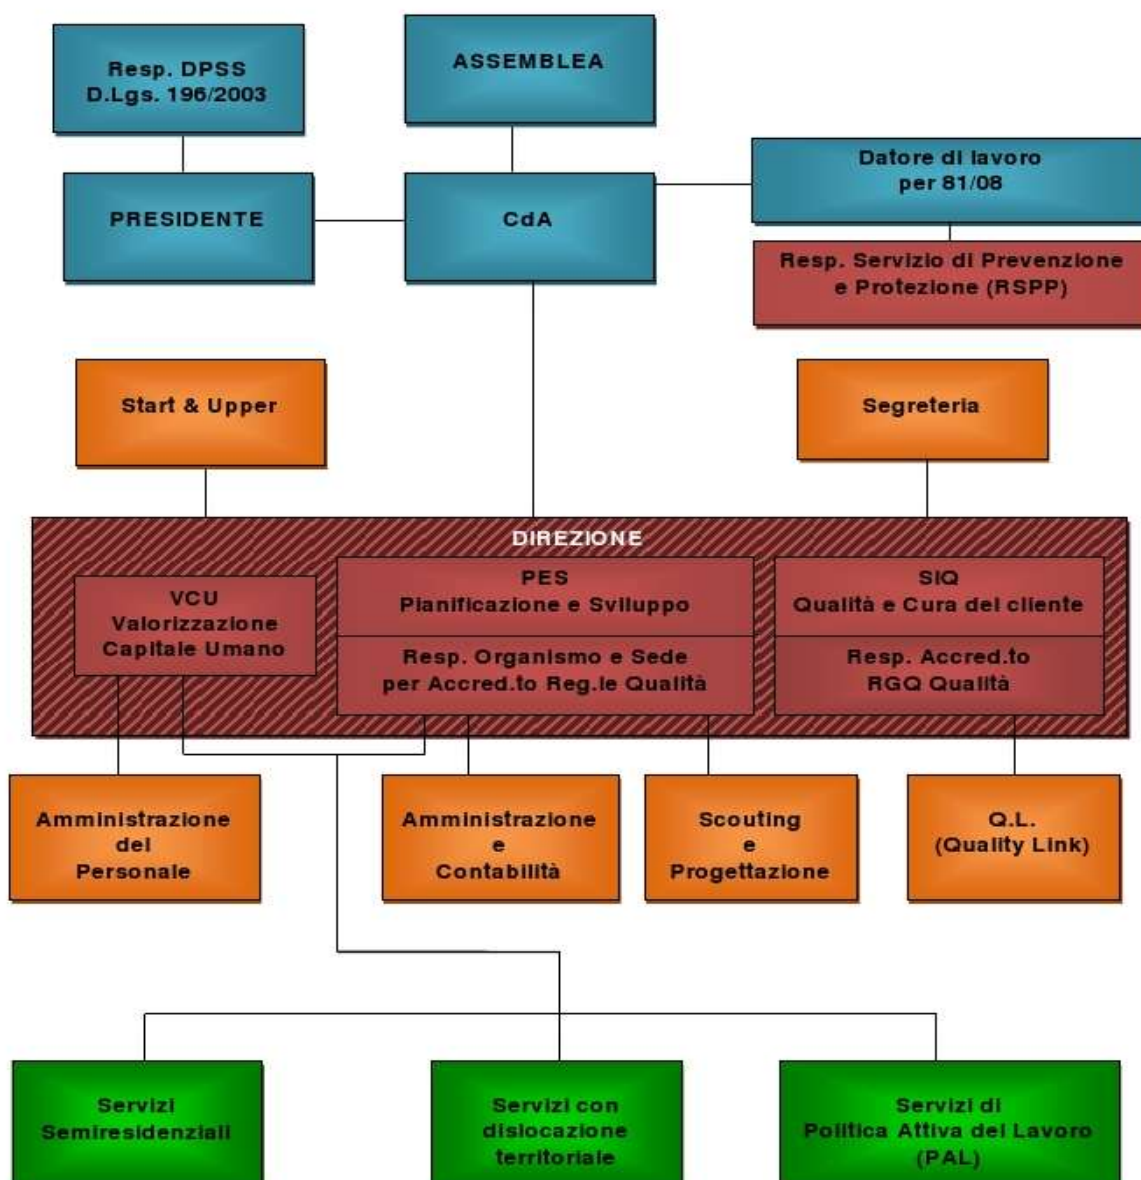 Resp. DPSS
D.Lgs. 196/2003
ASSEMBLEA
PRESIDENTE
CdA
Datore di lavoro
per 81/08
Resp. Servizio di Prevenzione
e Protezione (RSPP)
Start & Upper
Segreteria
DIREZIONE
VCU
Valorizzazione
Capitale Umano
PES
Pianificazione e Sviluppo
Resp. Organismo e Sede
per Accred.to Reg.le Qualità
SIQ
Qualità e Cura del cliente
Resp. Accred.to
RGQ Qualità
Amministrazione
del
Personale
Amministrazione
e
Contabilità
Scouting
e
Progettazione
Q.L.
(Quality Link)
Servizi
Semiresidenziali
Servizi con
dislocazione
territoriale
Servizi di
Politica Attiva del Lavoro
(PAL)